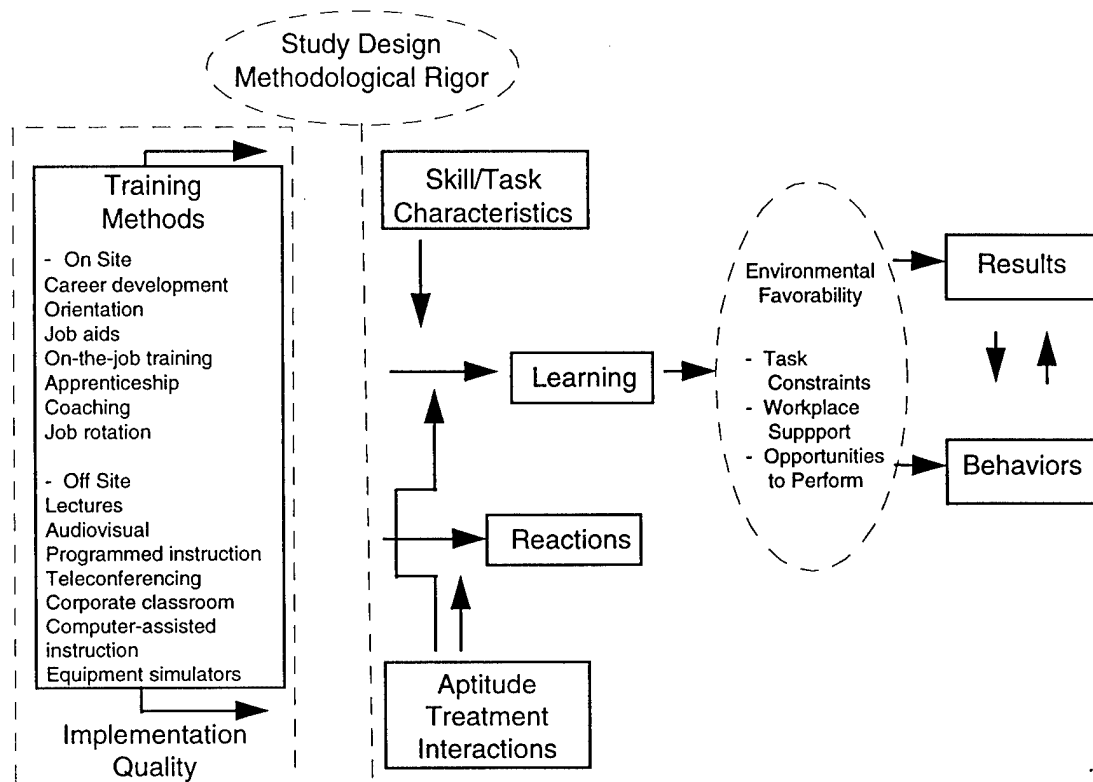 Study Design
Methodological Rigor
Training
Methods
- On Site
Career development
Orientation
Job aids
On-the-job training
Apprenticeship
Coaching
Job rotation
- Off Site
Lectures
Audiovisual
Programmed instruction
Teleconferencing
Corporate classroom
Computer-assisted
instruction
Equipment simulators
Implementation
Quality
Skill/Task
Characteristics
Learning
Reactions
Aptitude
Treatment
Interactions
Environmental
Favorability
- Task
Constraints
- Workplace
Suppport
- Opportunities
to Perform
Results
Behaviors